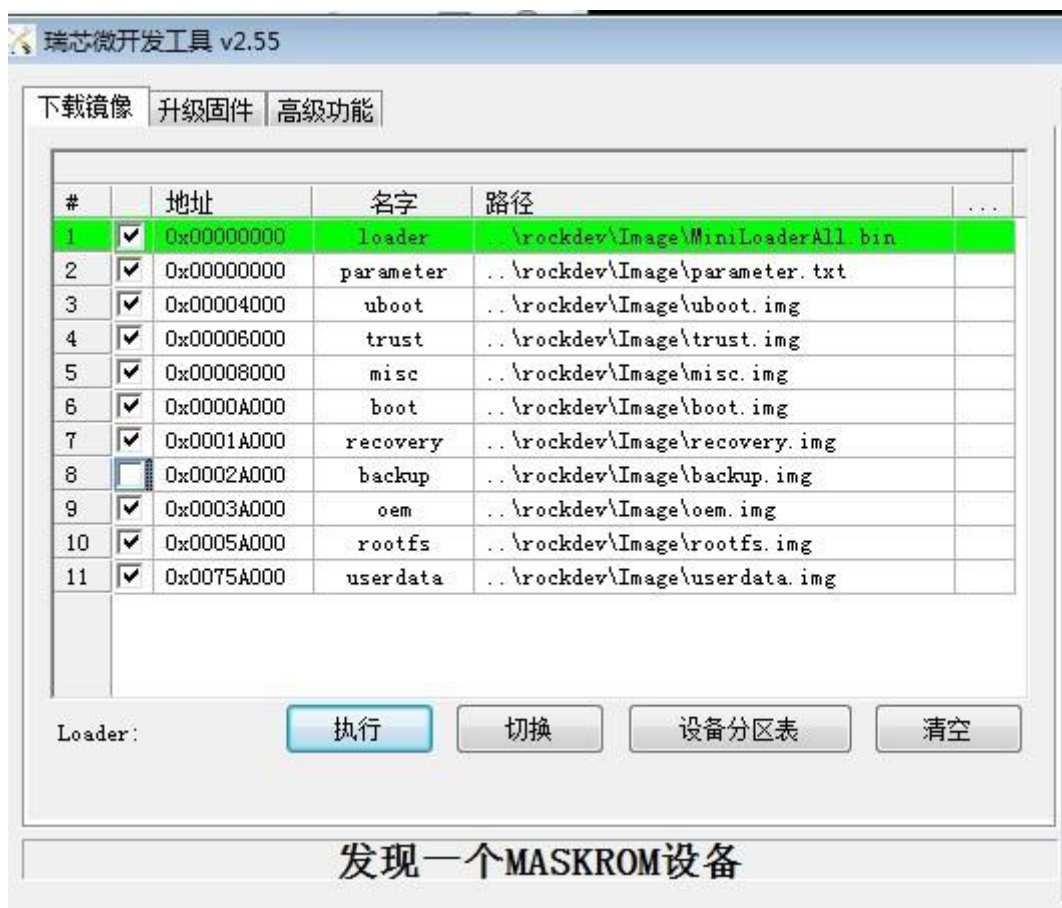 瑞芯微开发工具 v2.55
下载镜像 升级固件 高级功能
# 地址 名字 路径 ...
1 0x00000000 loader ..\rockdev\Image\MiniLoaderAll.bin
2 0x00000000 parameter ..\rockdev\Image\parameter.txt
3 0x00004000 uboot ..\rockdev\Image\uboot.img
4 0x00006000 trust ..\rockdev\Image\trust.img
5 0x00008000 misc ..\rockdev\Image\misc.img
6 0x0000A000 boot ..\rockdev\Image\boot.img
7 0x0001A000 recovery ..\rockdev\Image\recovery.img
8 0x0002A000 backup ..\rockdev\Image\backup.img
9 0x0003A000 oem ..\rockdev\Image\oem.img
10 0x0005A000 rootfs ..\rockdev\Image\rootfs.img
11 0x0075A000 userdata ..\rockdev\Image\userdata.img
Loader: 执行 切换 设备分区表 清空
发现一个MASKROM设备